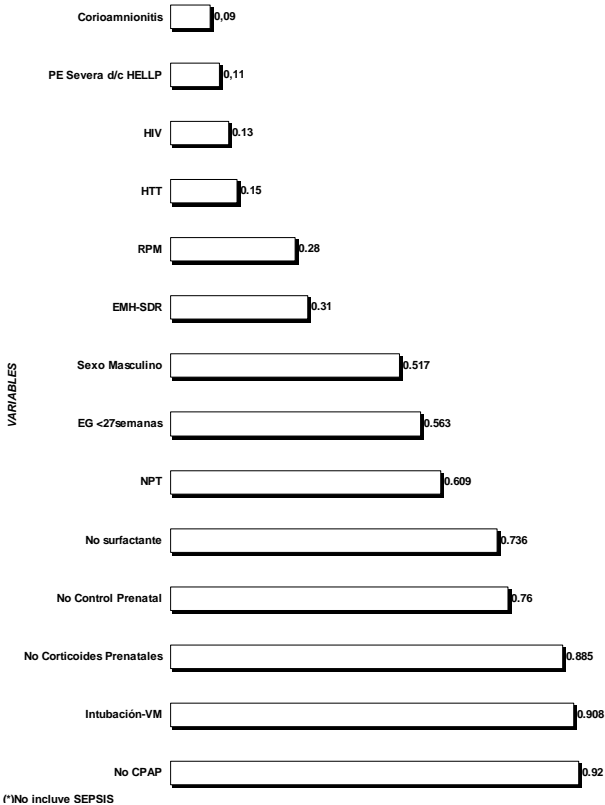 Corioamnionitis 0,09
PE Severa d/c HELLP 0,11
HIV 0.13
HTT 0.15
RPM 0.28
EMH-SDR 0.31
Sexo Masculino 0.517
VARIABLES
EG <27semanas 0.563
NPT 0.609
No surfactante 0.736
No Control Prenatal 0.76
No Corticoides Prenatales 0.885
Intubación-VM 0.908
No CPAP 0.92
(*)No incluye SEPSIS